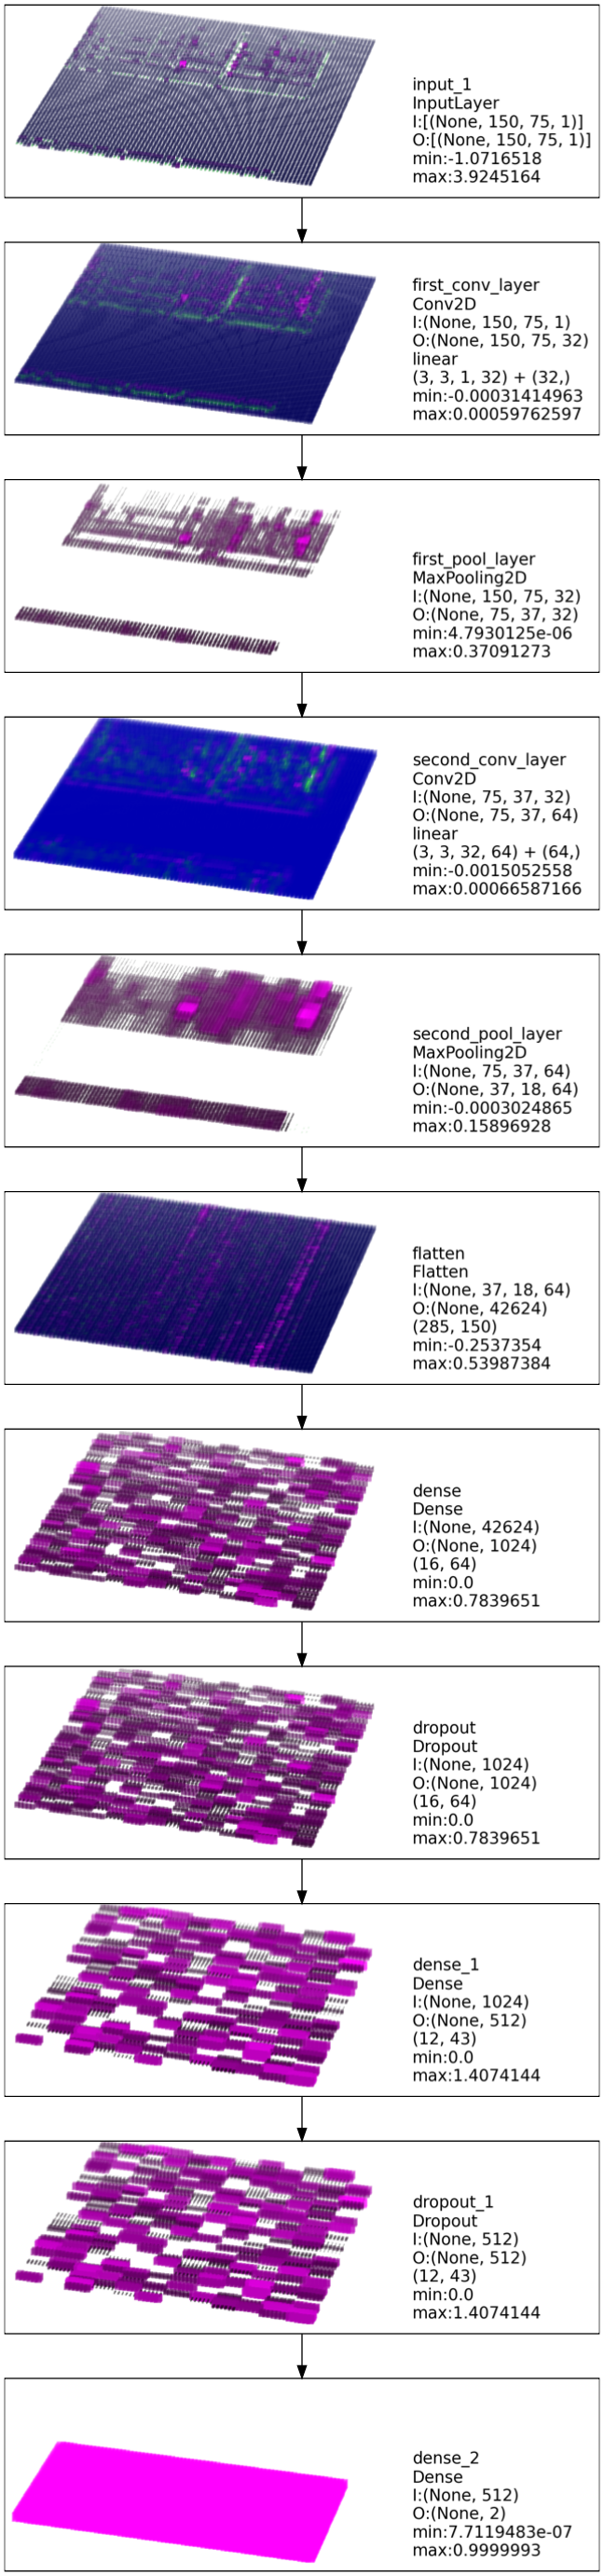 input_1
InputLayer
I:[(None, 150, 75, 1)]
O:[(None, 150, 75, 1)]
min:-1.0716518
max:3.9245164
first_conv_layer
Conv2D
I:(None, 150, 75, 1)
O:(None, 150, 75, 32)
linear
(3, 3, 1, 32) + (32,)
min:-0.00031414963
max:0.00059762597
first_pool_layer
MaxPooling2D
I:(None, 150, 75, 32)
O:(None, 75, 37, 32)
min:4.7930125e-06
max:0.37091273
second_conv_layer
Conv2D
I:(None, 75, 37, 32)
O:(None, 75, 37, 64)
linear
(3, 3, 32, 64) + (64,)
min:-0.0015052558
max:0.00066587166
second_pool_layer
MaxPooling2D
I:(None, 75, 37, 64)
O:(None, 37, 18, 64)
min:-0.0003024865
max:0.15896928
flatten
Flatten
I:(None, 37, 18, 64)
O:(None, 42624)
(285, 150)
min:-0.2537354
max:0.53987384
dense
Dense
I:(None, 42624)
O:(None, 1024)
(16, 64)
min:0.0
max:0.7839651
dropout
Dropout
I:(None, 1024)
O:(None, 1024)
(16, 64)
min:0.0
max:0.7839651
dense_1
Dense
I:(None, 1024)
O:(None, 512)
(12, 43)
min:0.0
max:1.4074144
dropout_1
Dropout
I:(None, 512)
O:(None, 512)
(12, 43)
min:0.0
max:1.4074144
dense_2
Dense
I:(None, 512)
O:(None, 2)
min:7.7119483e-07
max:0.9999993